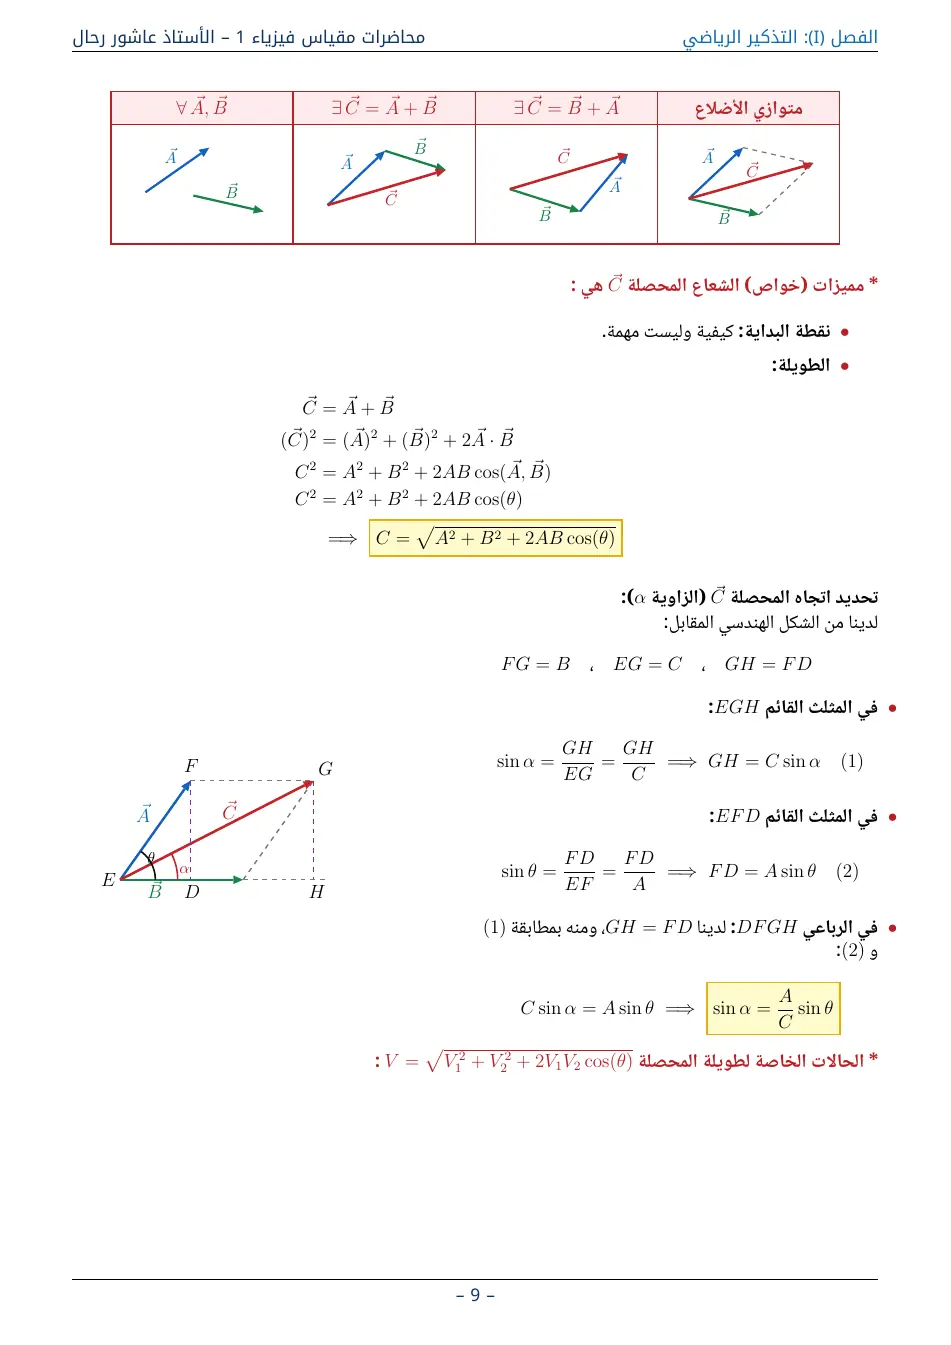 الفصل (I): التذكير الرياضي
محاضرات مقياس فيزياء 1 – الأستاذ عاشور رحال
∀ A⃗, B⃗
∃ C⃗ = A⃗ + B⃗
∃ C⃗ = B⃗ + A⃗
متوازي الأضلاع
A⃗ B⃗
A⃗ B⃗ C⃗
C⃗ A⃗ B⃗
A⃗ C⃗ B⃗
* مميزات (خواص) الشعاع المحصلة C⃗ هي :
• نقطة البداية: كيفية وليست مهمة.
• الطويلة:
C⃗ = A⃗ + B⃗
(C⃗)² = (A⃗)² + (B⃗)² + 2A⃗ · B⃗
C² = A² + B² + 2AB cos(A⃗, B⃗)
C² = A² + B² + 2AB cos(θ)
⟹ C = √(A² + B² + 2AB cos(θ))
تحديد اتجاه المحصلة C⃗ (الزاوية α):
لدينا من الشكل الهندسي المقابل:
FG = B ، EG = C ، GH = FD
• في المثلث القائم EGH:
sin α = GH/EG = GH/C ⟹ GH = C sin α (1)
• في المثلث القائم EFD:
sin θ = FD/EF = FD/A ⟹ FD = A sin θ (2)
• في الرباعي DFGH: لدينا GH = FD، ومنه بمطابقة (1)
و (2):
C sin α = A sin θ ⟹ sin α = A/C sin θ
F G
A⃗ C⃗
θ α
E B⃗ D H
* الحالات الخاصة لطويلة المحصلة V = √(V₁² + V₂² + 2V₁V₂ cos(θ)) :
– 9 –